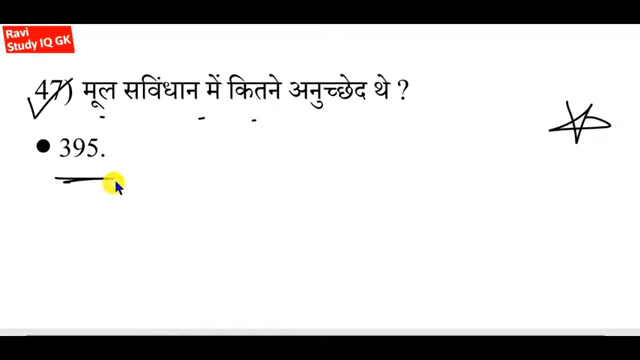 Ravi
Study IQ GK
47) मूल सविंधान में कितने अनुच्छेद थे ?
● 395.